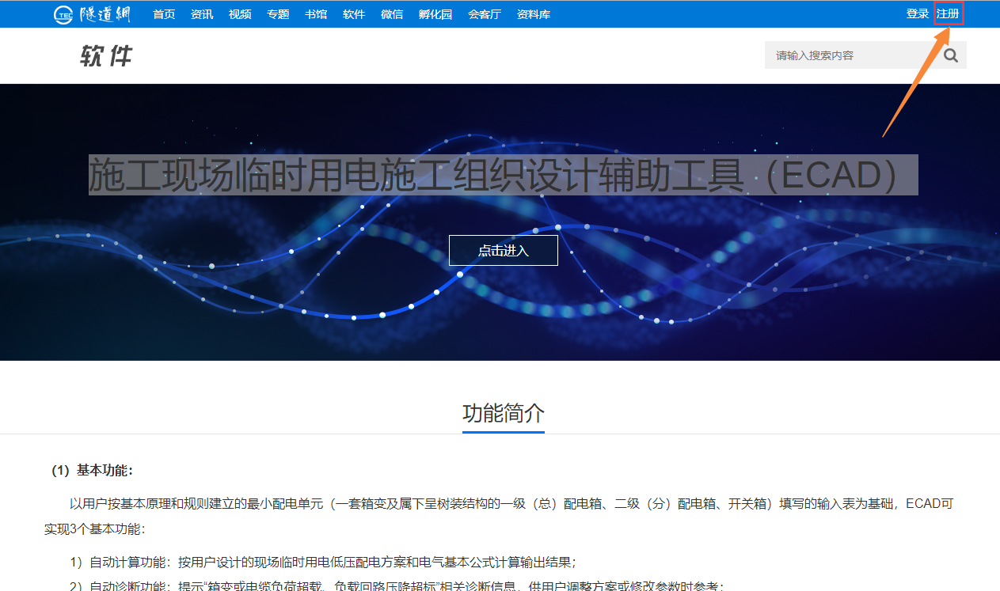 TEC 隧道網 首页 资讯 视频 专题 书馆 软件 微信 孵化园 会客厅 资料库 登录 注册
软件 请输入搜索内容
施工现场临时用电施工组织设计辅助工具（ECAD）
点击进入
功能简介
（1）基本功能：
以用户按基本原理和规则建立的最小配电单元（一套箱变及属下呈树装结构的一级（总）配电箱、二级（分）配电箱、开关箱）填写的输入表为基础，ECAD可
实现3个基本功能：
1）自动计算功能：按用户设计的现场临时用电低压配电方案和电气基本公式计算输出结果；
2）自动诊断功能：提示“箱变或电缆负荷超载、负载回路压降超标”相关诊断信息，供用户调整方案或修改参数时参考；